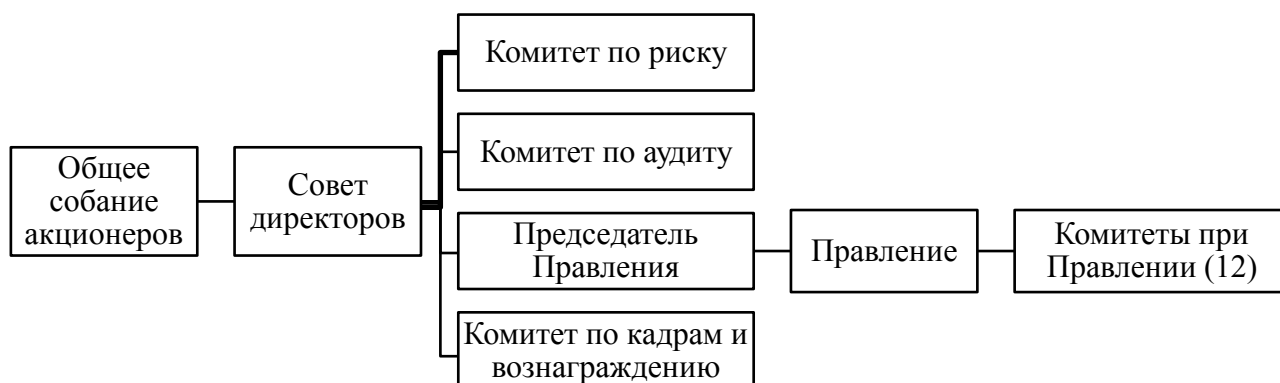 Комитет по риску
Комитет по аудиту
Общее
собание
акционеров
Совет
директоров
Председатель
Правления
Правление
Комитеты при
Правлении (12)
Комитет по кадрам и
вознаграждению